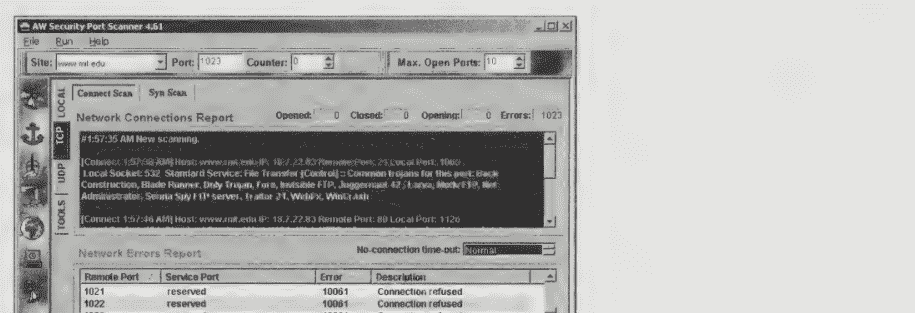 AW Security Port Scanner 4.61
File Run Help
Site: www.mit.edu Port: 1023 Counter: 0 Max. Open Ports: 10
LOCAL
TCP
UDP
TOOLS
Connect Scan Syn Scan
Network Connections Report Opened: 0 Closed: 0 Opening: 0 Errors: 1023
#1:57:35 AM New scanning.
[Connect 1:57:38 AM] Host: www.mit.edu IP: 18.7.22.83 Remote Port: 21 Local Port:
Local Socket: 532 Standard Service: File Transfer [Control] :: Common trojans for this port: Back
Construction, Blade Runner, Doly Trojan, Fore, Invisible FTP, Juggernaut 42, Larva, Motiv FTP, Net
Administrator, Senna Spy FTP server, Traitor 21, WebFX, WinCrash
[Connect 1:57:46 AM] Host: www.mit.edu IP: 18.7.22.83 Remote Port: 80 Local Port: 1126
No-connection time-out: Normal
Network Errors Report
Remote Port / Service Port Error Description
1021 reserved 10061 Connection refused
1022 reserved 10061 Connection refused